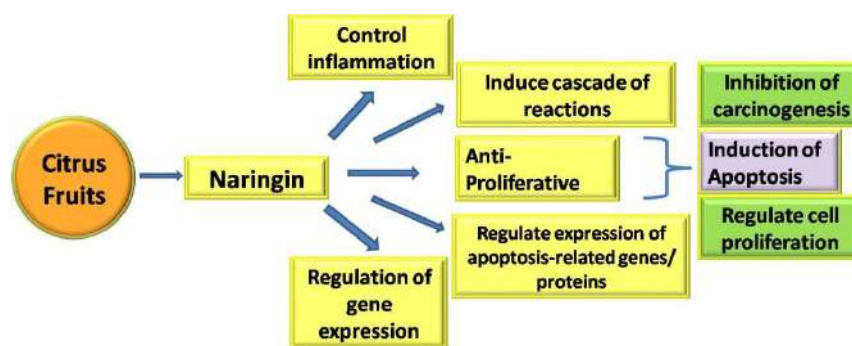 Citrus
Fruits
Naringin
Control
inflammation
Induce cascade of
reactions
Anti-
Proliferative
Regulate expression of
apoptosis-related genes/
proteins
Regulation of
gene
expression
Inhibition of
carcinogenesis
Induction of
Apoptosis
Regulate cell
proliferation